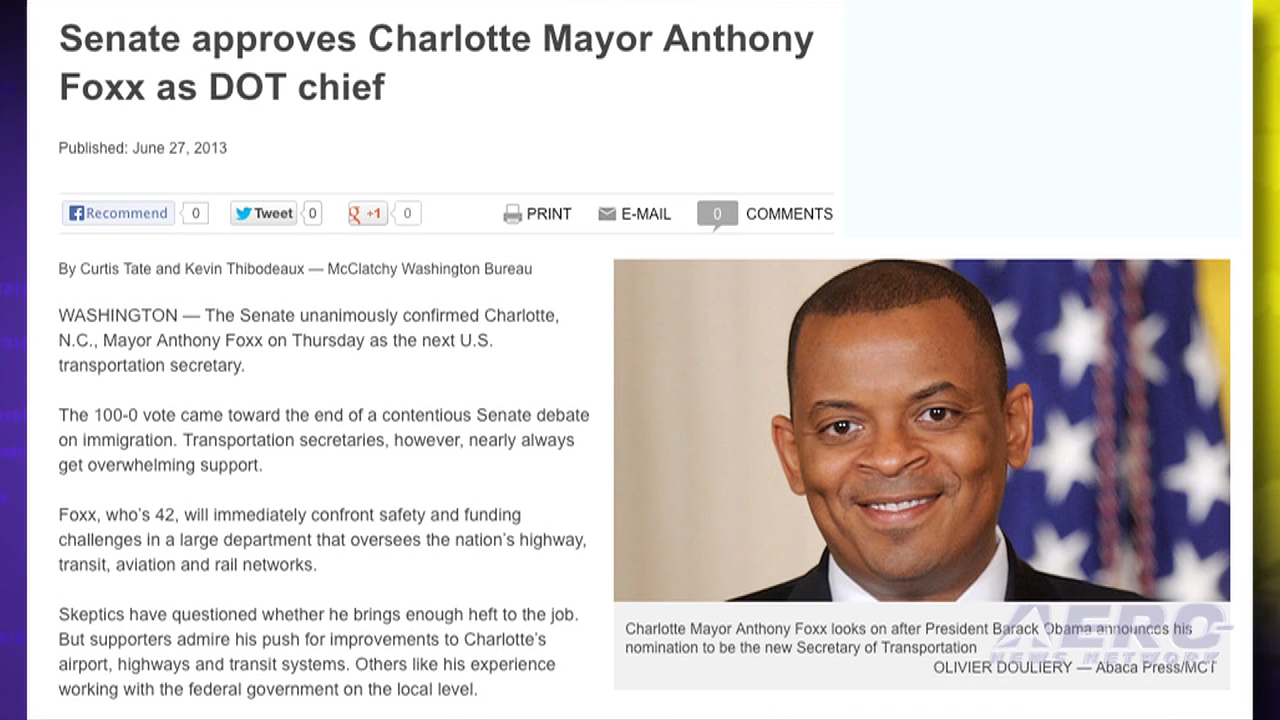 Senate approves Charlotte Mayor Anthony
Foxx as DOT chief
Published: June 27, 2013
Recommend 0 Tweet 0 g +1 0 PRINT E-MAIL 0 COMMENTS
By Curtis Tate and Kevin Thibodeaux — McClatchy Washington Bureau
WASHINGTON — The Senate unanimously confirmed Charlotte,
N.C., Mayor Anthony Foxx on Thursday as the next U.S.
transportation secretary.
The 100-0 vote came toward the end of a contentious Senate debate
on immigration. Transportation secretaries, however, nearly always
get overwhelming support.
Foxx, who's 42, will immediately confront safety and funding
challenges in a large department that oversees the nation's highway,
transit, aviation and rail networks.
Skeptics have questioned whether he brings enough heft to the job.
But supporters admire his push for improvements to Charlotte's
airport, highways and transit systems. Others like his experience
working with the federal government on the local level.
Charlotte Mayor Anthony Foxx looks on after President Barack Obama announces his
nomination to be the new Secretary of Transportation
OLIVIER DOULIERY — Abaca Press/MCT
AERO-
NEWS NETWORK